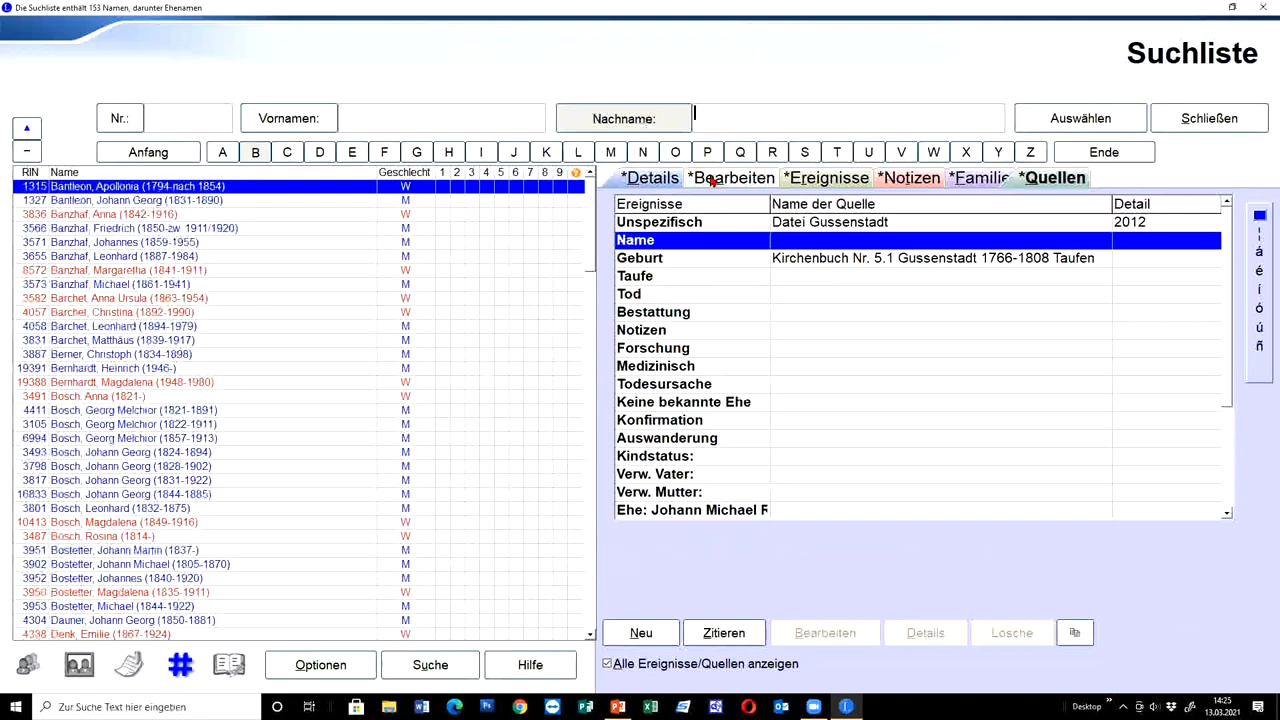 Die Suchliste enthält 153 Namen, darunter Ehenamen
Suchliste
Nr.: Vornamen: Nachname: Auswählen Schließen
Anfang A B C D E F G H I J K L M N O P Q R S T U V W X Y Z Ende
RIN Name Geschlecht 1 2 3 4 5 6 7 8 9
1315 Bantleon, Apollonia (1794-nach 1854) W
1327 Bantleon, Johann Georg (1831-1890) M
3836 Banzhaf, Anna (1842-1916) W
3566 Banzhaf, Friedrich (1850-zw. 1911/1920) M
3571 Banzhaf, Johannes (1859-1955) M
3655 Banzhaf, Leonhard (1887-1984) M
8572 Banzhaf, Margaretha (1841-1911) W
3573 Banzhaf, Michael (1861-1941) M
3582 Barchet, Anna Ursula (1863-1954) W
4057 Barchet, Christina (1892-1990) W
4058 Barchet, Leonhard (1894-1979) M
3831 Barchet, Matthäus (1839-1917) M
3887 Berner, Christoph (1834-1898) M
19391 Bernhardt, Heinrich (1946-) M
19388 Bernhardt, Magdalena (1948-1980) W
3491 Bosch, Anna (1821-) W
4411 Bosch, Georg Melchior (1821-1891) M
3105 Bosch, Georg Melchior (1822-1911) M
6994 Bosch, Georg Melchior (1857-1913) M
3493 Bosch, Johann Georg (1824-1894) M
3798 Bosch, Johann Georg (1828-1902) M
3817 Bosch, Johann Georg (1831-1922) M
16833 Bosch, Johann Georg (1844-1885) M
3801 Bosch, Leonhard (1832-1875) M
10413 Bosch, Magdalena (1849-1916) W
3487 Bosch, Rosina (1814-) W
3951 Bostetter, Johann Martin (1837-) M
3902 Bostetter, Johann Michael (1805-1870) M
3952 Bostetter, Johannes (1840-1920) M
3950 Bostetter, Magdalena (1835-1911) W
3953 Bostetter, Michael (1844-1922) M
4304 Dauner, Johann Georg (1850-1881) M
4338 Denk, Emilie (1867-1924) W
*Details *Bearbeiten *Ereignisse *Notizen *Familie *Quellen
Ereignisse Name der Quelle Detail
Unspezifisch Datei Gussenstadt 2012
Name
Geburt Kirchenbuch Nr. 5.1 Gussenstadt 1766-1808 Taufen
Taufe
Tod
Bestattung
Notizen
Forschung
Medizinisch
Todesursache
Keine bekannte Ehe
Konfirmation
Auswanderung
Kindstatus:
Verw. Vater:
Verw. Mutter:
Ehe: Johann Michael
á
é
í
ó
ú
ñ
Neu Zitieren Bearbeiten Details Lösche
Alle Ereignisse/Quellen anzeigen
Optionen Suche Hilfe
Zur Suche Text hier eingeben
Desktop
14:25
13.03.2021